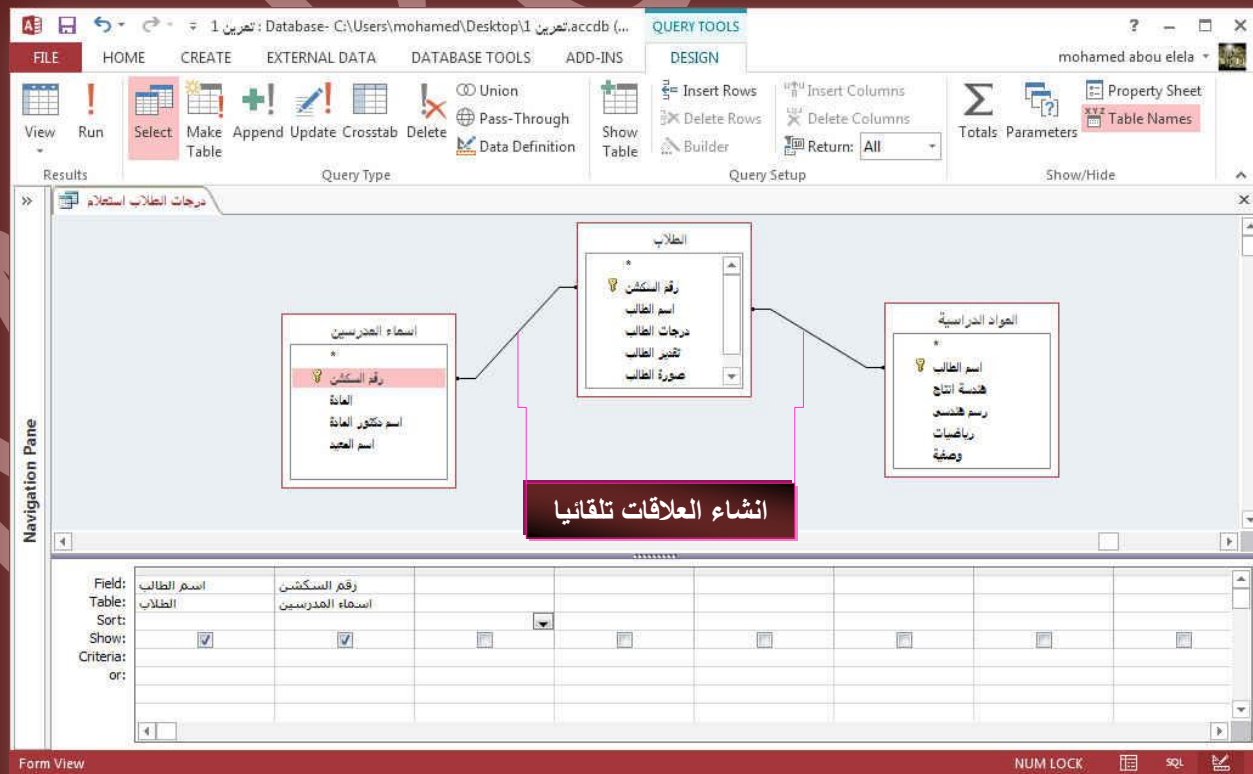 تمرين 1 : Database- C:\Users\mohamed\Desktop\تمرين 1.accdb (...
QUERY TOOLS
FILE HOME CREATE EXTERNAL DATA DATABASE TOOLS ADD-INS DESIGN mohamed abou elela
View Run Select Make Table Append Update Crosstab Delete
Union
Pass-Through
Data Definition
Show Table
Insert Rows
Delete Rows
Builder
Insert Columns
Delete Columns
Return: All
Totals Parameters
Property Sheet
Table Names
Results Query Type Query Setup Show/Hide
درجات الطلاب استعلام
Navigation Pane
الطلاب
*
رقم السكشن
اسم الطالب
درجات الطالب
تقدير الطالب
صورة الطالب
اسماء المدرسين
*
رقم السكشن
المادة
اسم دكتور المادة
اسم المعيد
المواد الدراسية
*
اسم الطالب
هندسة انتاج
رسم هندسى
رياضيات
وصفية
انشاء العلاقات تلقائيا
Field: اسم الطالب رقم السكشن
Table: الطلاب اسماء المدرسين
Sort:
Show:
Criteria:
or:
Form View NUM LOCK SQL